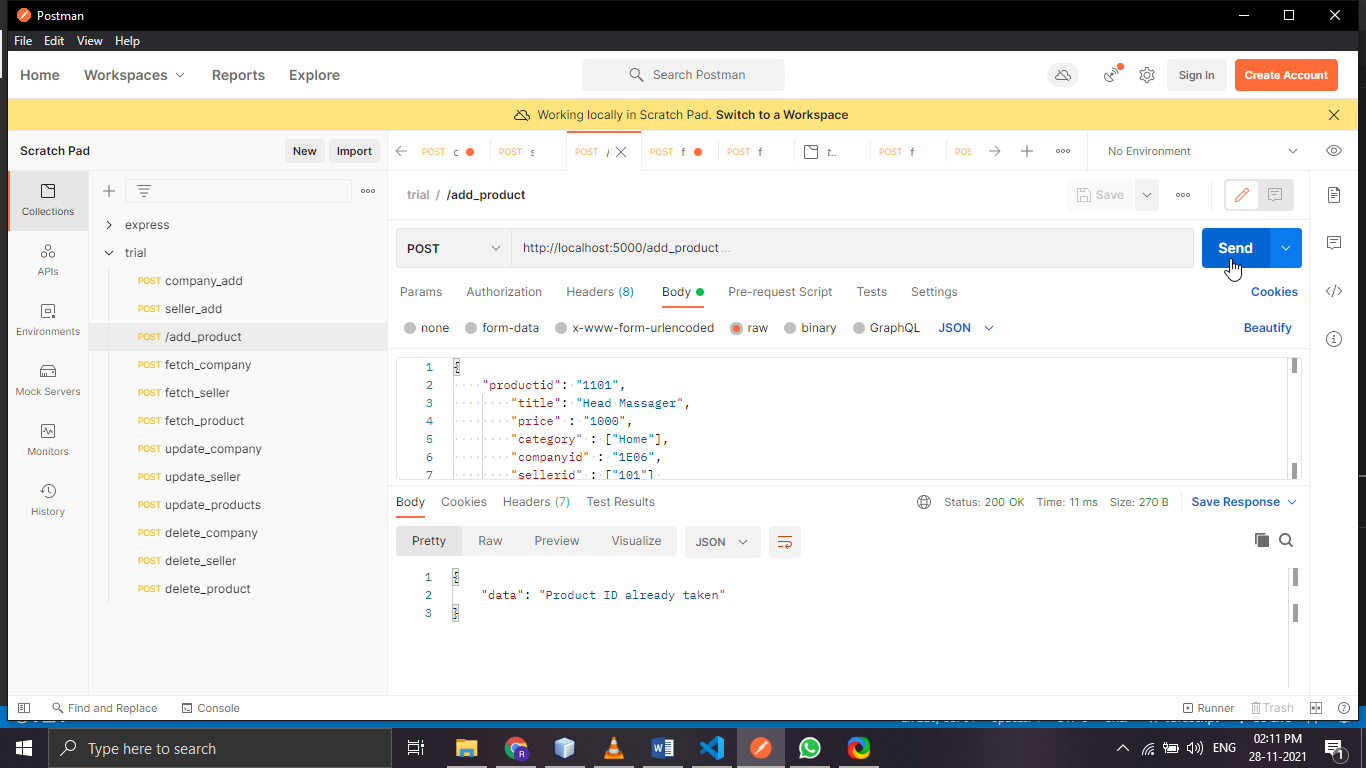 Postman
File Edit View Help
Home Workspaces Reports Explore Search Postman Sign In Create Account
Working locally in Scratch Pad. Switch to a Workspace
Scratch Pad New Import
POST c POST s POST / POST f POST f t... POST f POS No Environment
Collections
APIs
Environments
Mock Servers
Monitors
History
express
trial
POST company_add
POST seller_add
POST /add_product
POST fetch_company
POST fetch_seller
POST fetch_product
POST update_company
POST update_seller
POST update_products
POST delete_company
POST delete_seller
POST delete_product
trial / /add_product Save
POST http://localhost:5000/add_product ... Send
Params Authorization Headers (8) Body Pre-request Script Tests Settings Cookies
none form-data x-www-form-urlencoded raw binary GraphQL JSON Beautify
1 {
2 "productid": "1101",
3 "title": "Head Massager",
4 "price" : "1000",
5 "category" : ["Home"],
6 "companyid" : "1E06",
7 "sellerid" : ["101"]
Body Cookies Headers (7) Test Results Status: 200 OK Time: 11 ms Size: 270 B Save Response
Pretty Raw Preview Visualize JSON
1 {
2 "data": "Product ID already taken"
3 }
Find and Replace Console Runner Trash
Type here to search
ENG
02:11 PM
28-11-2021
1